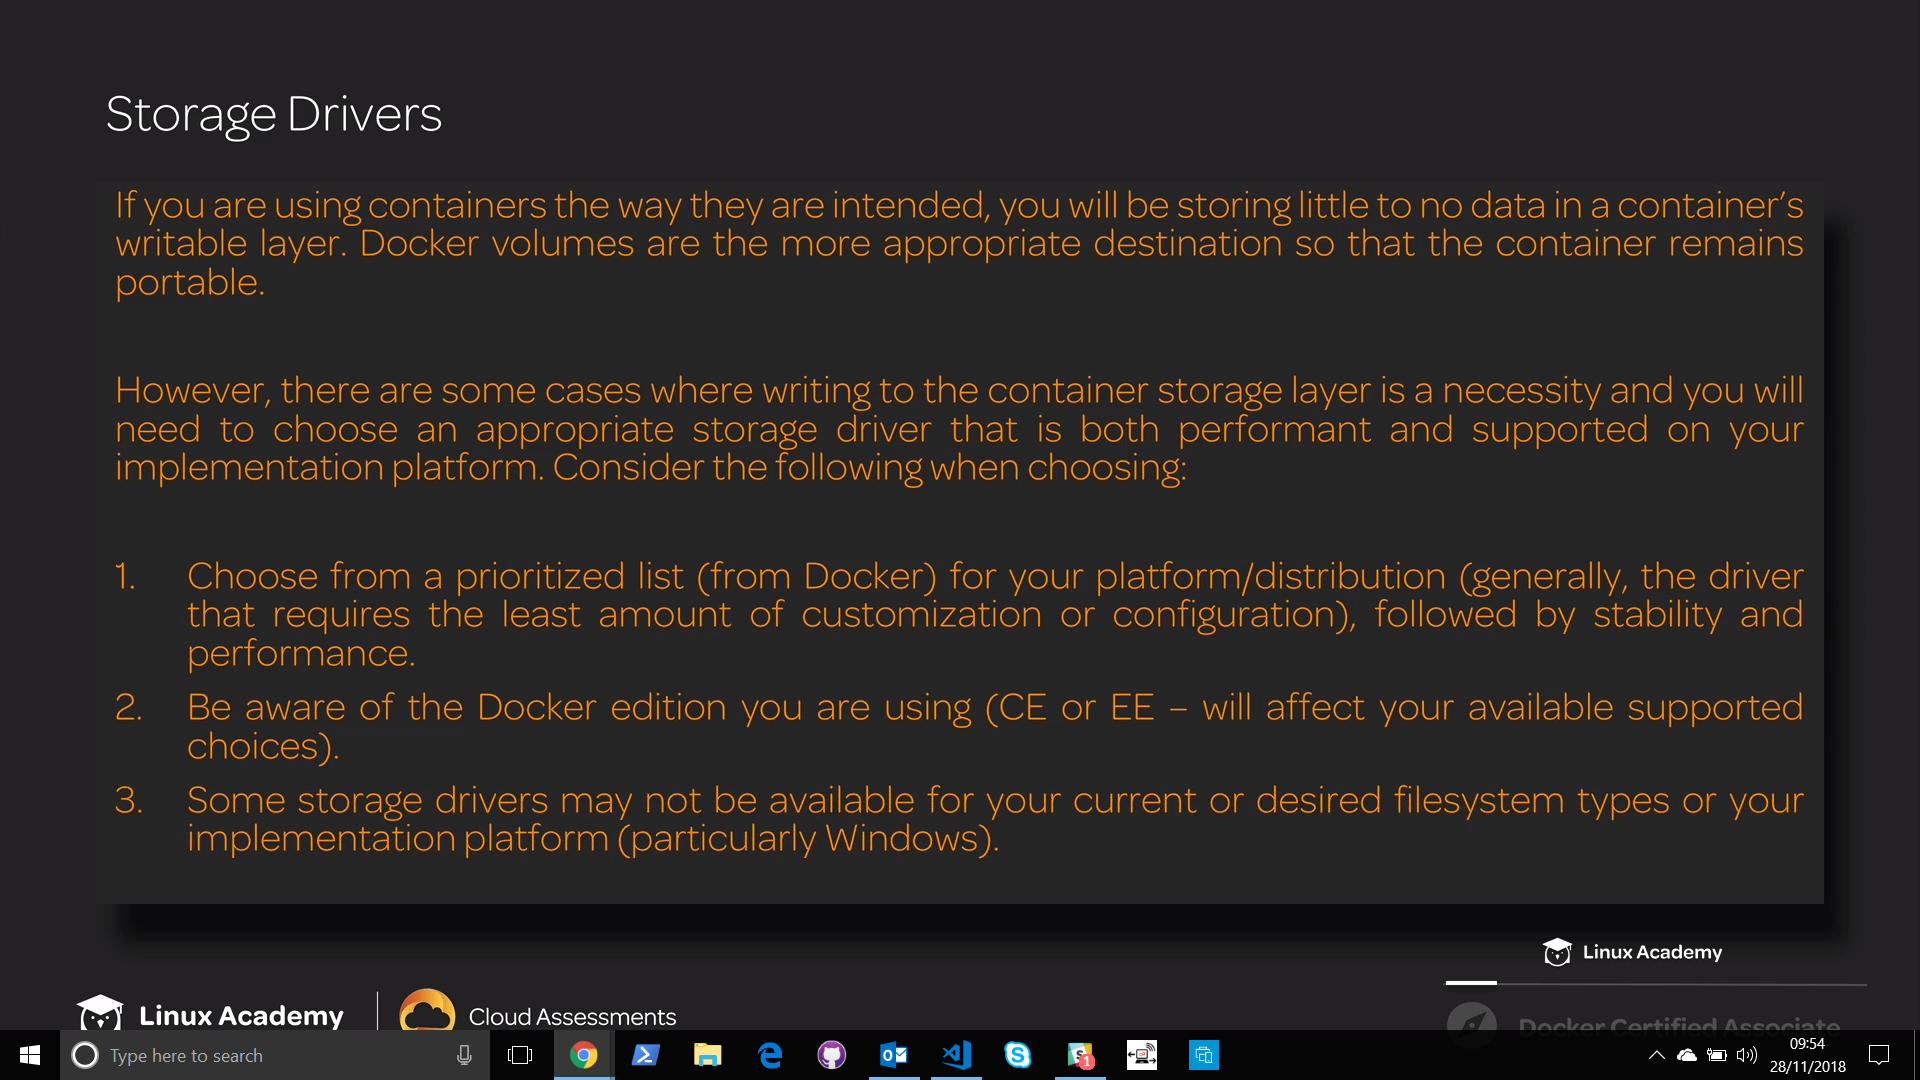 Storage Drivers
If you are using containers the way they are intended, you will be storing little to no data in a container's
writable layer. Docker volumes are the more appropriate destination so that the container remains
portable.
However, there are some cases where writing to the container storage layer is a necessity and you will
need to choose an appropriate storage driver that is both performant and supported on your
implementation platform. Consider the following when choosing:
1. Choose from a prioritized list (from Docker) for your platform/distribution (generally, the driver
that requires the least amount of customization or configuration), followed by stability and
performance.
2. Be aware of the Docker edition you are using (CE or EE – will affect your available supported
choices).
3. Some storage drivers may not be available for your current or desired filesystem types or your
implementation platform (particularly Windows).
Linux Academy
Linux Academy
Cloud Assessments
Docker Certified Associate
Type here to search
1
09:54
28/11/2018